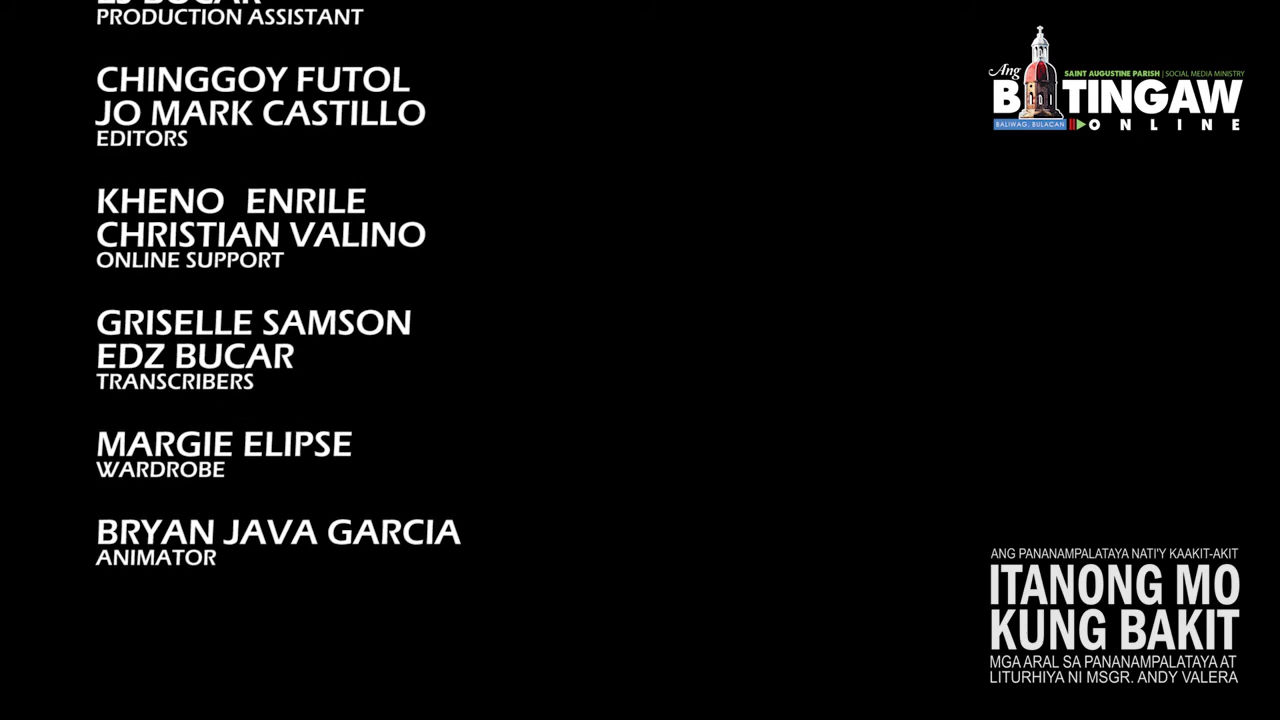 PRODUCTION ASSISTANT
CHINGGOY FUTOL
JO MARK CASTILLO
EDITORS
KHENO ENRILE
CHRISTIAN VALINO
ONLINE SUPPORT
GRISELLE SAMSON
EDZ BUCAR
TRANSCRIBERS
MARGIE ELIPSE
WARDROBE
BRYAN JAVA GARCIA
ANIMATOR
Ang
SAINT AUGUSTINE PARISH | SOCIAL MEDIA MINISTRY
BATINGAW
BALIWAG, BULACAN
ONLINE
ANG PANANAMPALATAYA NATI'Y KAAKIT-AKIT
ITANONG MO
KUNG BAKIT
MGA ARAL SA PANANAMPALATAYA AT
LITURHIYA NI MSGR. ANDY VALERA